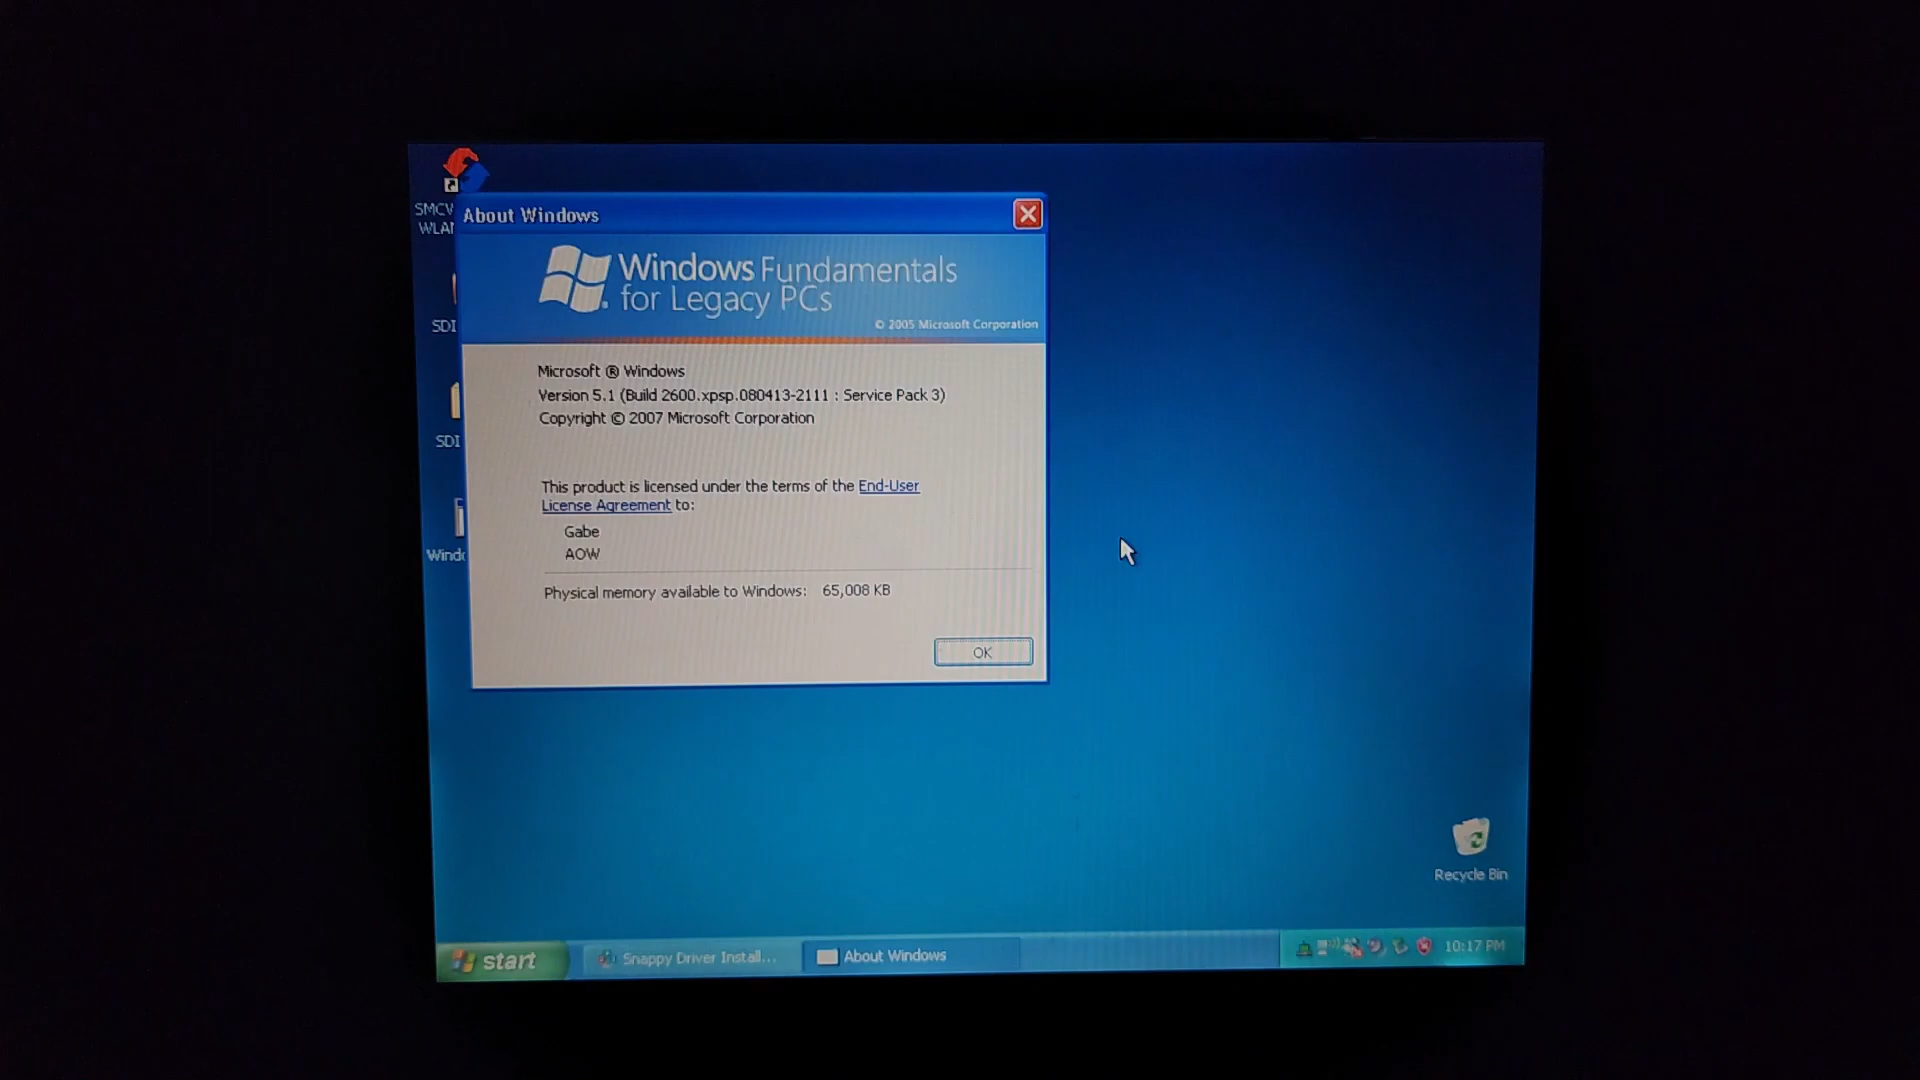 SMCW
WLAN
SDI
SDI
Windo
About Windows
Windows Fundamentals
for Legacy PCs
© 2005 Microsoft Corporation
Microsoft ® Windows
Version 5.1 (Build 2600.xpsp.080413-2111 : Service Pack 3)
Copyright © 2007 Microsoft Corporation
This product is licensed under the terms of the End-User
License Agreement to:
Gabe
AOW
Physical memory available to Windows: 65,008 KB
OK
Recycle Bin
start
Snappy Driver Install...
About Windows
10:17 PM